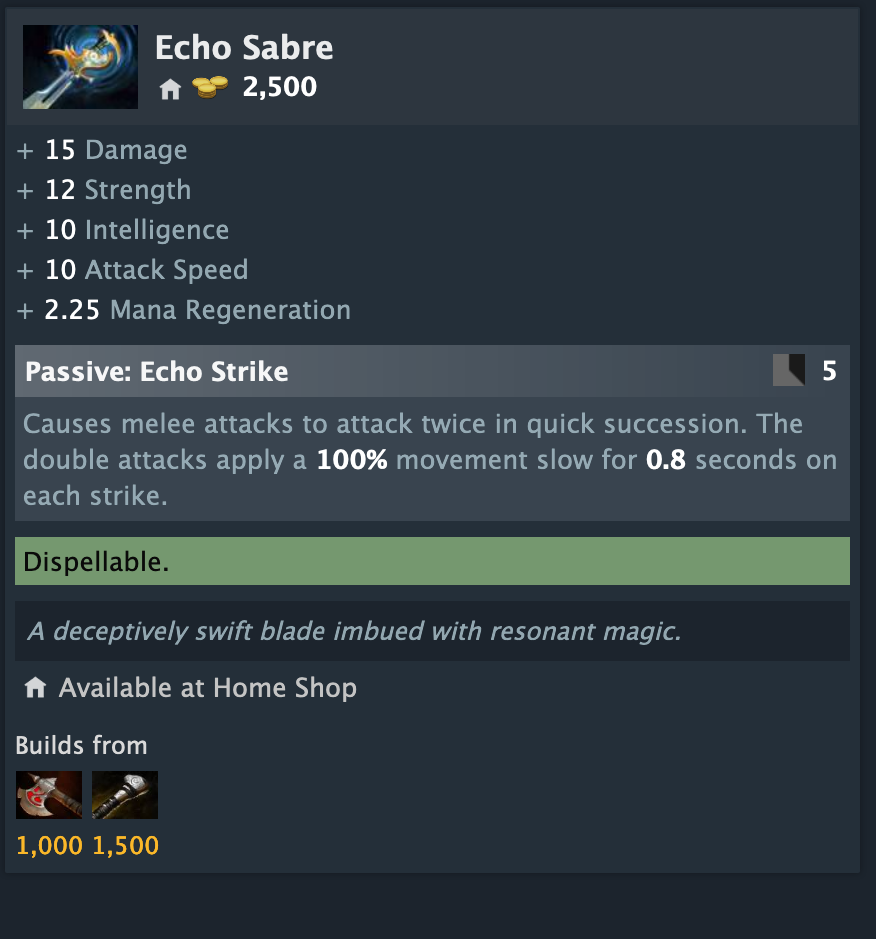 Echo Sabre
2,500
+ 15 Damage
+ 12 Strength
+ 10 Intelligence
+ 10 Attack Speed
+ 2.25 Mana Regeneration
Passive: Echo Strike 5
Causes melee attacks to attack twice in quick succession. The
double attacks apply a 100% movement slow for 0.8 seconds on
each strike.
Dispellable.
A deceptively swift blade imbued with resonant magic.
Available at Home Shop
Builds from
1,000 1,500